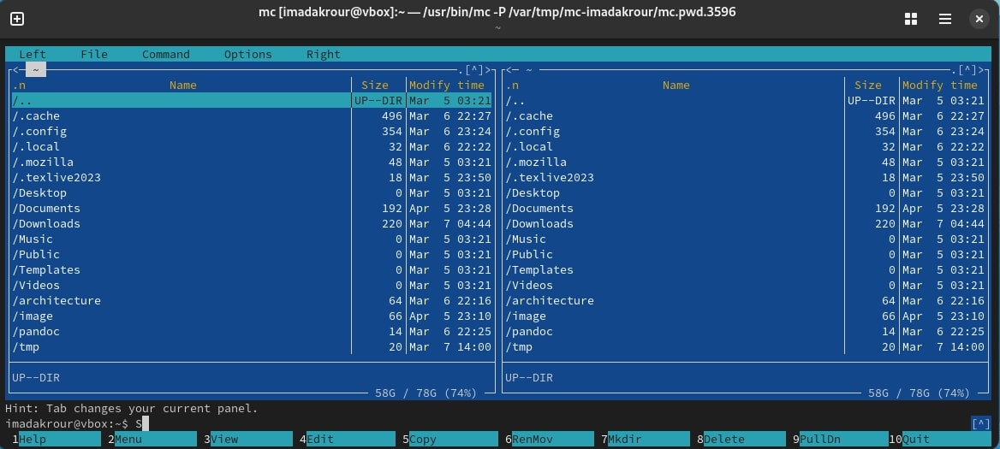 mc [imadakrour@vbox]:~ — /usr/bin/mc -P /var/tmp/mc-imadakrour/mc.pwd.3596
~
Left File Command Options Right
<─ ~ .[^]> <─ ~ .[^]>
.n Name Size Modify time .n Name Size Modify time
/.. UP--DIR Mar 5 03:21 /.. UP--DIR Mar 5 03:21
/.cache 496 Mar 6 22:27 /.cache 496 Mar 6 22:27
/.config 354 Mar 6 23:24 /.config 354 Mar 6 23:24
/.local 32 Mar 6 22:22 /.local 32 Mar 6 22:22
/.mozilla 48 Mar 5 03:21 /.mozilla 48 Mar 5 03:21
/.texlive2023 18 Mar 5 23:50 /.texlive2023 18 Mar 5 23:50
/Desktop 0 Mar 5 03:21 /Desktop 0 Mar 5 03:21
/Documents 192 Apr 5 23:28 /Documents 192 Apr 5 23:28
/Downloads 220 Mar 7 04:44 /Downloads 220 Mar 7 04:44
/Music 0 Mar 5 03:21 /Music 0 Mar 5 03:21
/Public 0 Mar 5 03:21 /Public 0 Mar 5 03:21
/Templates 0 Mar 5 03:21 /Templates 0 Mar 5 03:21
/Videos 0 Mar 5 03:21 /Videos 0 Mar 5 03:21
/architecture 64 Mar 6 22:16 /architecture 64 Mar 6 22:16
/image 66 Apr 5 23:10 /image 66 Apr 5 23:10
/pandoc 14 Mar 6 22:25 /pandoc 14 Mar 6 22:25
/tmp 20 Mar 7 14:00 /tmp 20 Mar 7 14:00
UP--DIR UP--DIR
58G / 78G (74%) 58G / 78G (74%)
Hint: Tab changes your current panel.
imadakrour@vbox:~$ S [^]
1Help 2Menu 3View 4Edit 5Copy 6RenMov 7Mkdir 8Delete 9PullDn 10Quit